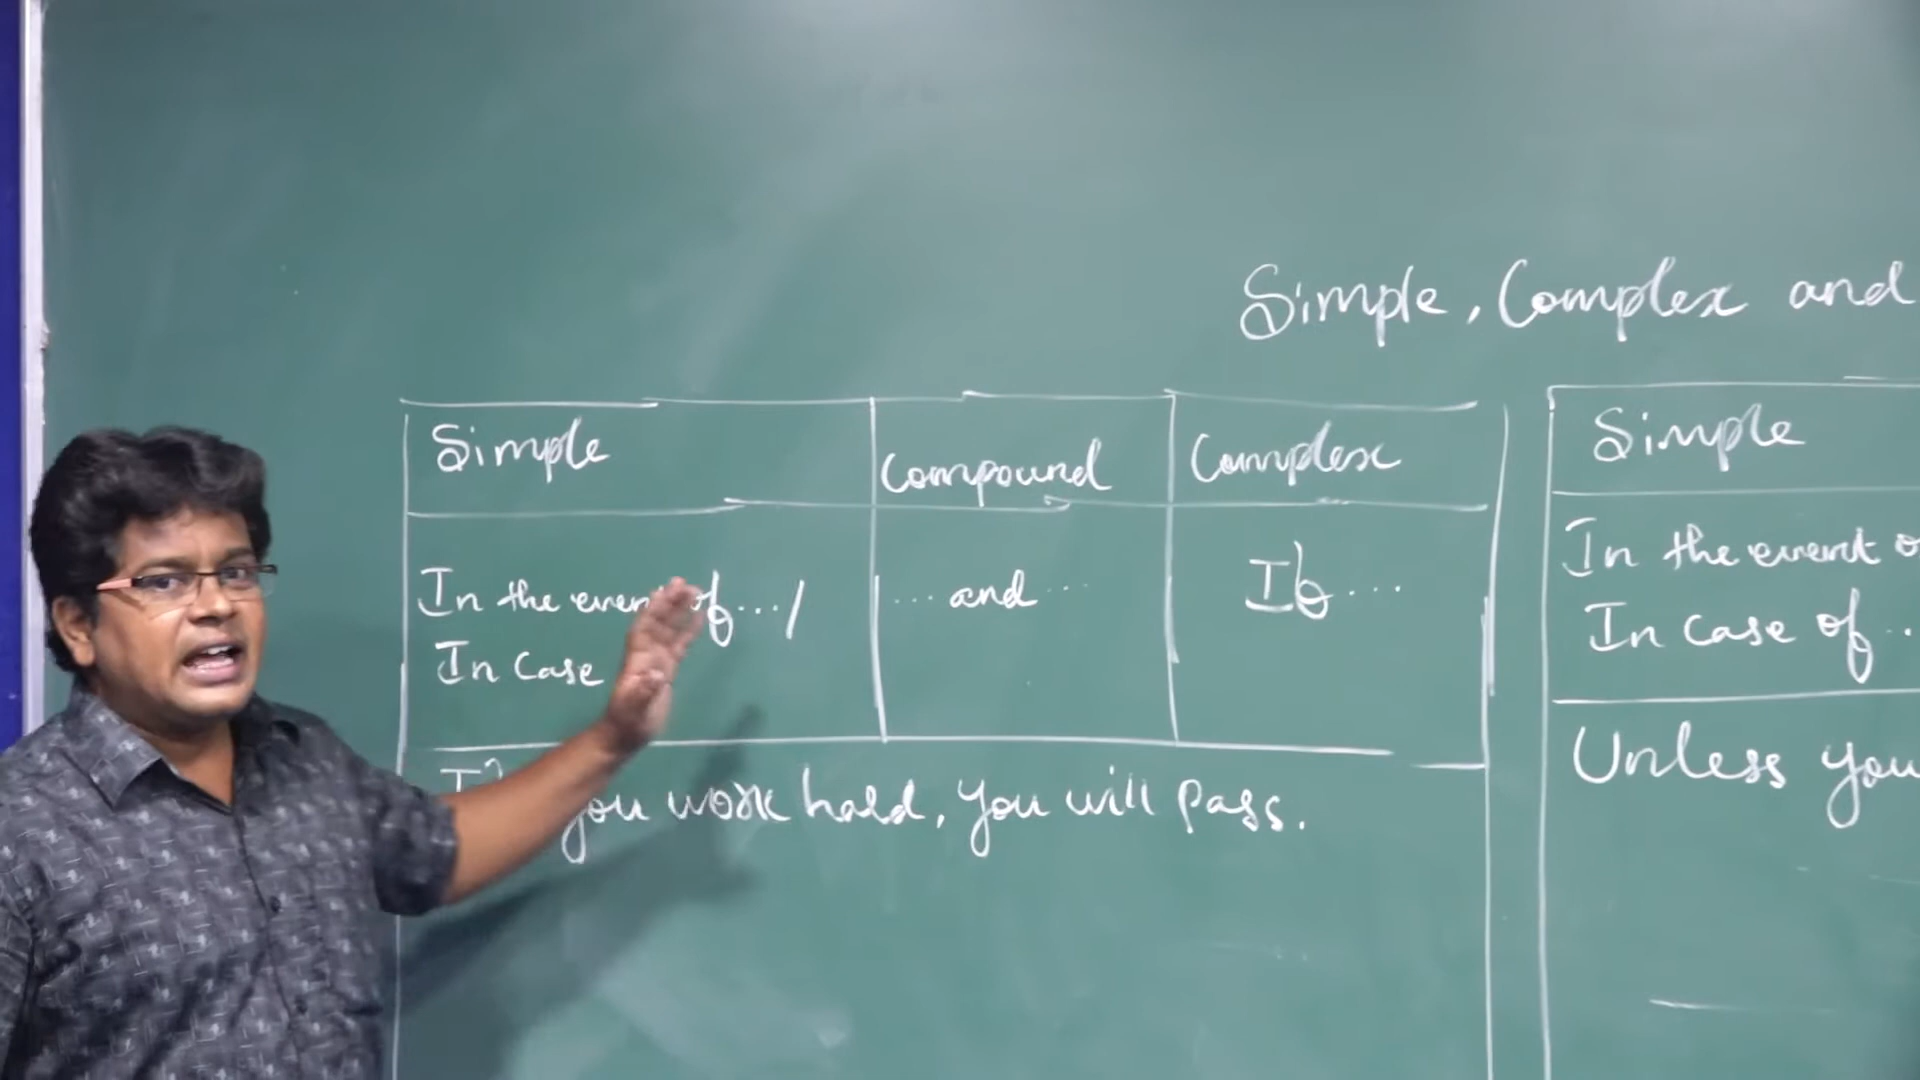 Simple, Complex and
Simple
Compound
Complex
In the event of.../
In Case
... and ...
If ....
If you work hard, you will pass.
Simple
In the event
In Case of ..
Unless you